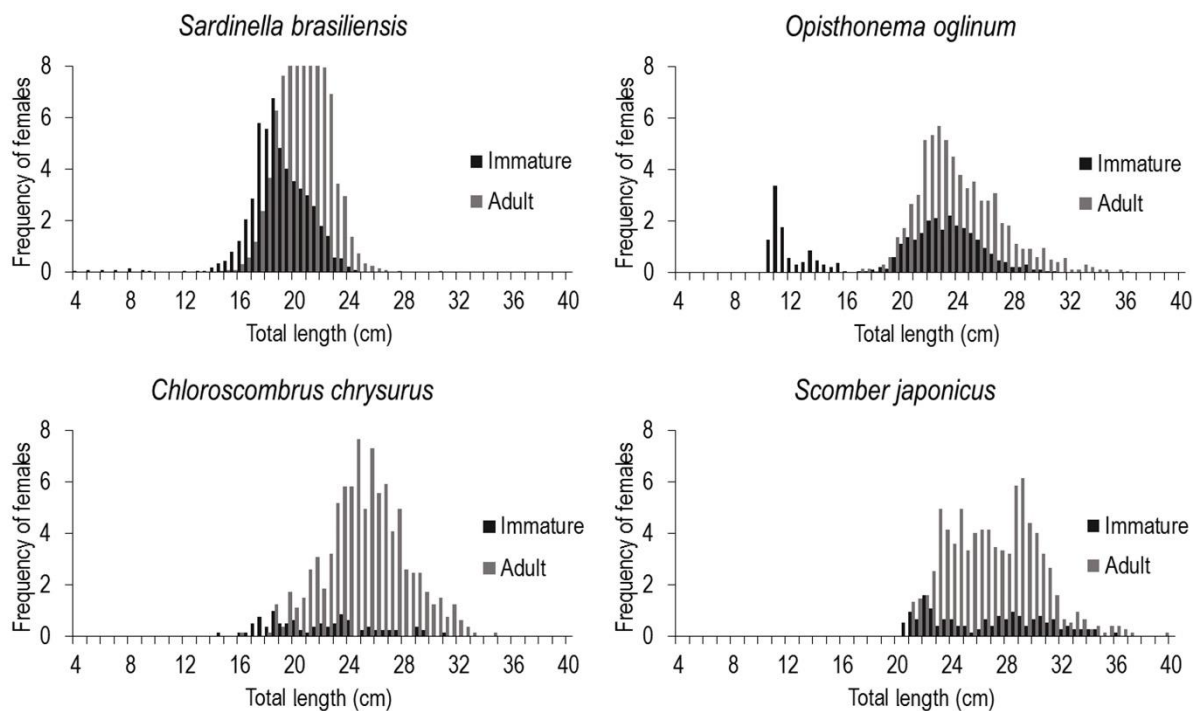 Sardinella brasiliensis
Frequency of females
8
6
4
2
0
Immature
Adult
4 8 12 16 20 24 28 32 36 40
Total length (cm)
Opisthonema oglinum
Frequency of females
8
6
4
2
0
Immature
Adult
4 8 12 16 20 24 28 32 36 40
Total length (cm)
Chloroscombrus chrysurus
Frequency of females
8
6
4
2
0
Immature
Adult
4 8 12 16 20 24 28 32 36 40
Total length (cm)
Scomber japonicus
Frequency of females
8
6
4
2
0
Immature
Adult
4 8 12 16 20 24 28 32 36 40
Total length (cm)